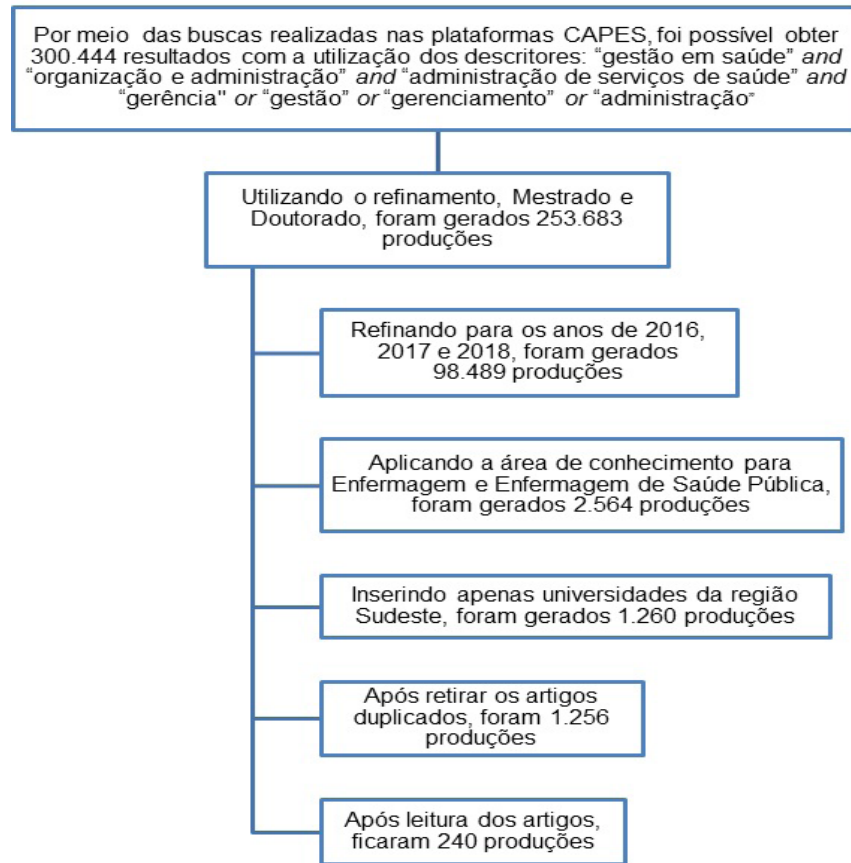 Por meio das buscas realizadas nas plataformas CAPES, foi possível obter
300.444 resultados com a utilização dos descritores: “gestão em saúde” and
“organização e administração” and “administração de serviços de saúde” and
“gerência" or “gestão” or “gerenciamento” or “administração”
Utilizando o refinamento, Mestrado e
Doutorado, foram gerados 253.683
produções
Refinando para os anos de 2016,
2017 e 2018, foram gerados
98.489 produções
Aplicando a área de conhecimento para
Enfermagem e Enfermagem de Saúde Pública,
foram gerados 2.564 produções
Inserindo apenas universidades da região
Sudeste, foram gerados 1.260 produções
Após retirar os artigos
duplicados, foram 1.256
produções
Após leitura dos artigos,
ficaram 240 produções